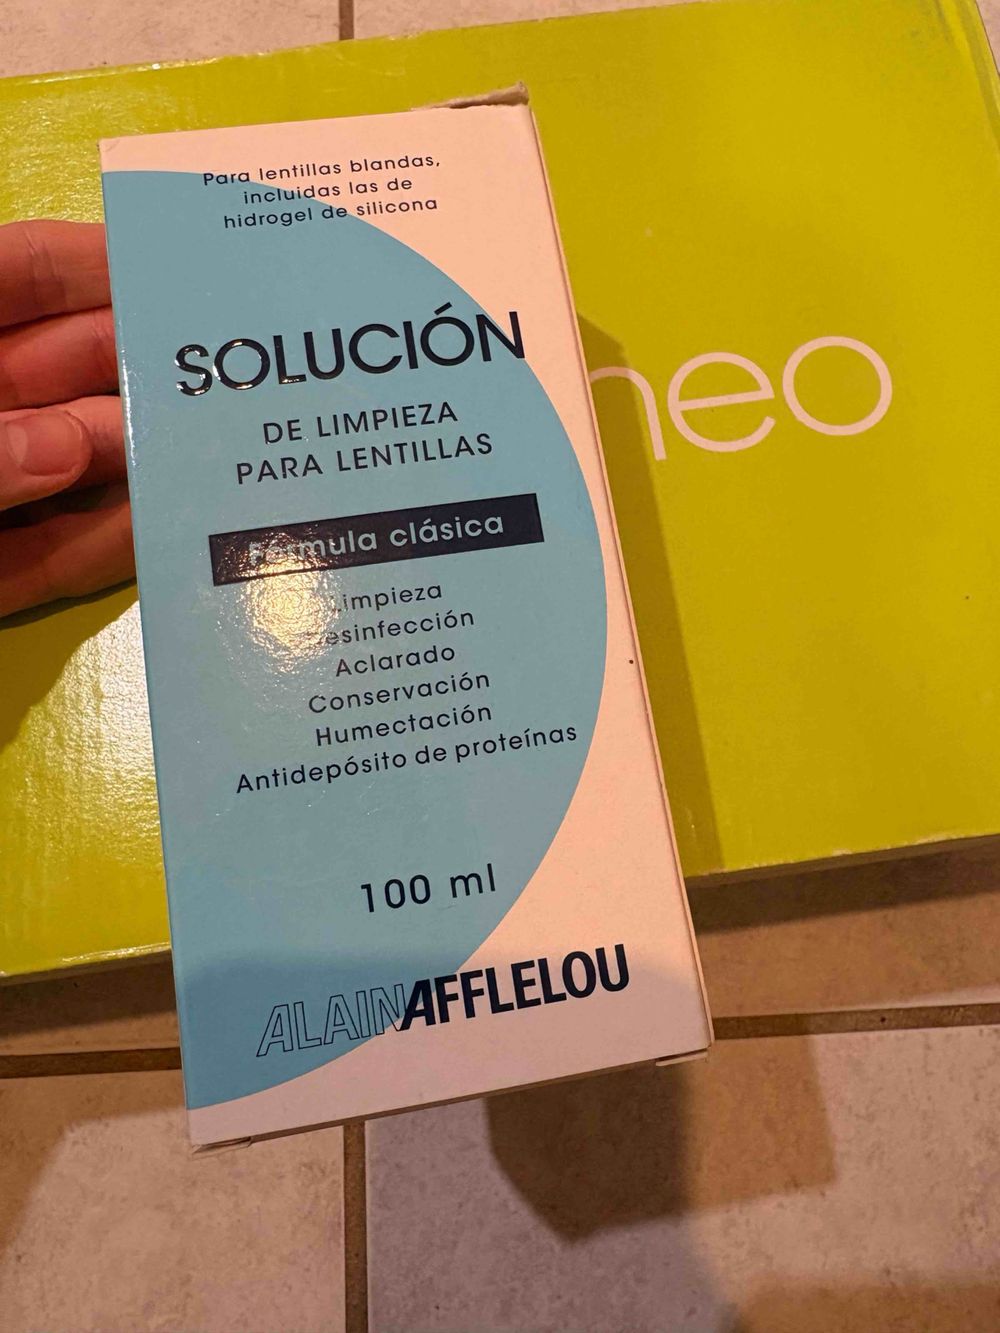 Para lentillas blandas,
incluidas las de
hidrogel de silicona
SOLUCIÓN
DE LIMPIEZA
PARA LENTILLAS
Fórmula clásica
Limpieza
Desinfección
Aclarado
Conservación
Humectación
Antidepósito de proteínas
100 ml
ALAINAFFLELOU
neo